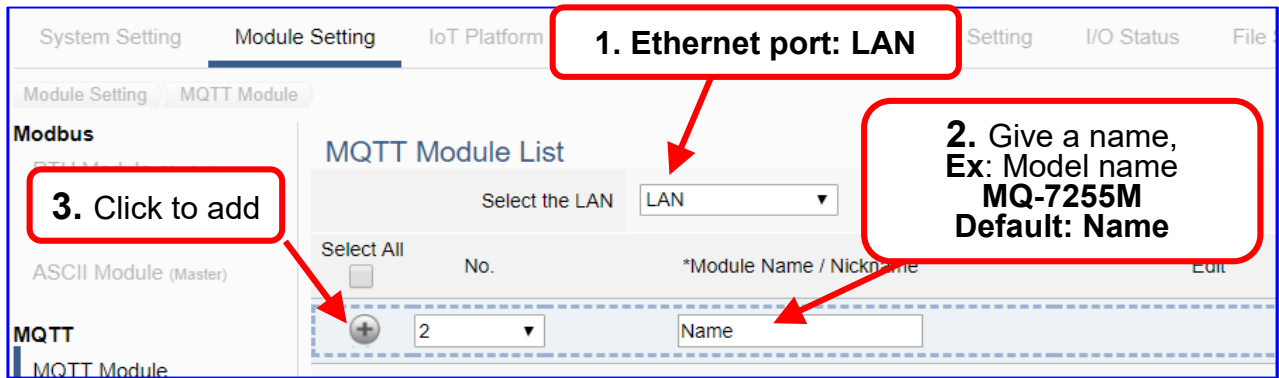 System Setting Module Setting IoT Platform Setting I/O Status File
1. Ethernet port: LAN
Module Setting MQTT Module
Modbus
MQTT Module List
2. Give a name,
Ex: Model name
MQ-7255M
Default: Name
3. Click to add
Select the LAN LAN
Select All
No. *Module Name / Nickname Edit
ASCII Module (Master)
2 Name
MQTT
MQTT Module